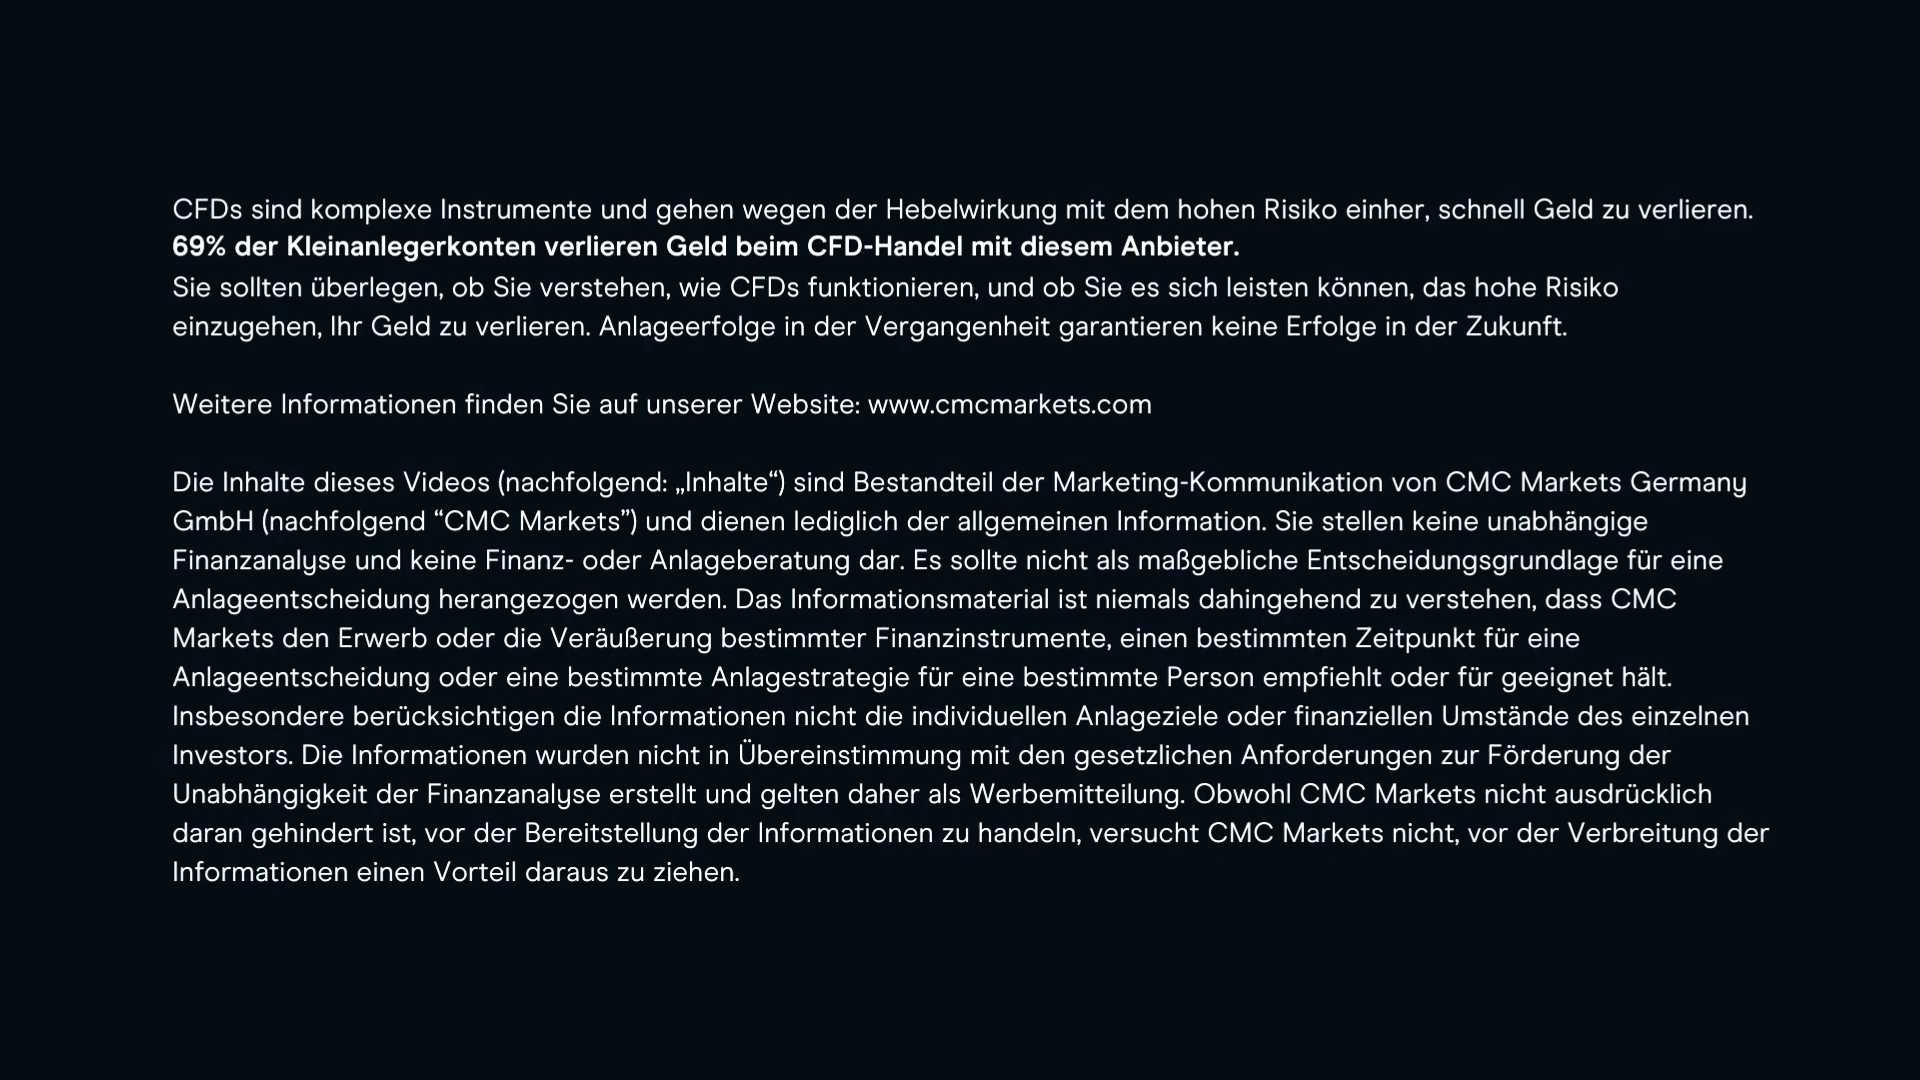 CFDs sind komplexe Instrumente und gehen wegen der Hebelwirkung mit dem hohen Risiko einher, schnell Geld zu verlieren.
69% der Kleinanlegerkonten verlieren Geld beim CFD-Handel mit diesem Anbieter.
Sie sollten überlegen, ob Sie verstehen, wie CFDs funktionieren, und ob Sie es sich leisten können, das hohe Risiko
einzugehen, Ihr Geld zu verlieren. Anlageerfolge in der Vergangenheit garantieren keine Erfolge in der Zukunft.
Weitere Informationen finden Sie auf unserer Website: www.cmcmarkets.com
Die Inhalte dieses Videos (nachfolgend: „Inhalte“) sind Bestandteil der Marketing-Kommunikation von CMC Markets Germany
GmbH (nachfolgend “CMC Markets”) und dienen lediglich der allgemeinen Information. Sie stellen keine unabhängige
Finanzanalyse und keine Finanz- oder Anlageberatung dar. Es sollte nicht als maßgebliche Entscheidungsgrundlage für eine
Anlageentscheidung herangezogen werden. Das Informationsmaterial ist niemals dahingehend zu verstehen, dass CMC
Markets den Erwerb oder die Veräußerung bestimmter Finanzinstrumente, einen bestimmten Zeitpunkt für eine
Anlageentscheidung oder eine bestimmte Anlagestrategie für eine bestimmte Person empfiehlt oder für geeignet hält.
Insbesondere berücksichtigen die Informationen nicht die individuellen Anlageziele oder finanziellen Umstände des einzelnen
Investors. Die Informationen wurden nicht in Übereinstimmung mit den gesetzlichen Anforderungen zur Förderung der
Unabhängigkeit der Finanzanalyse erstellt und gelten daher als Werbemitteilung. Obwohl CMC Markets nicht ausdrücklich
daran gehindert ist, vor der Bereitstellung der Informationen zu handeln, versucht CMC Markets nicht, vor der Verbreitung der
Informationen einen Vorteil daraus zu ziehen.